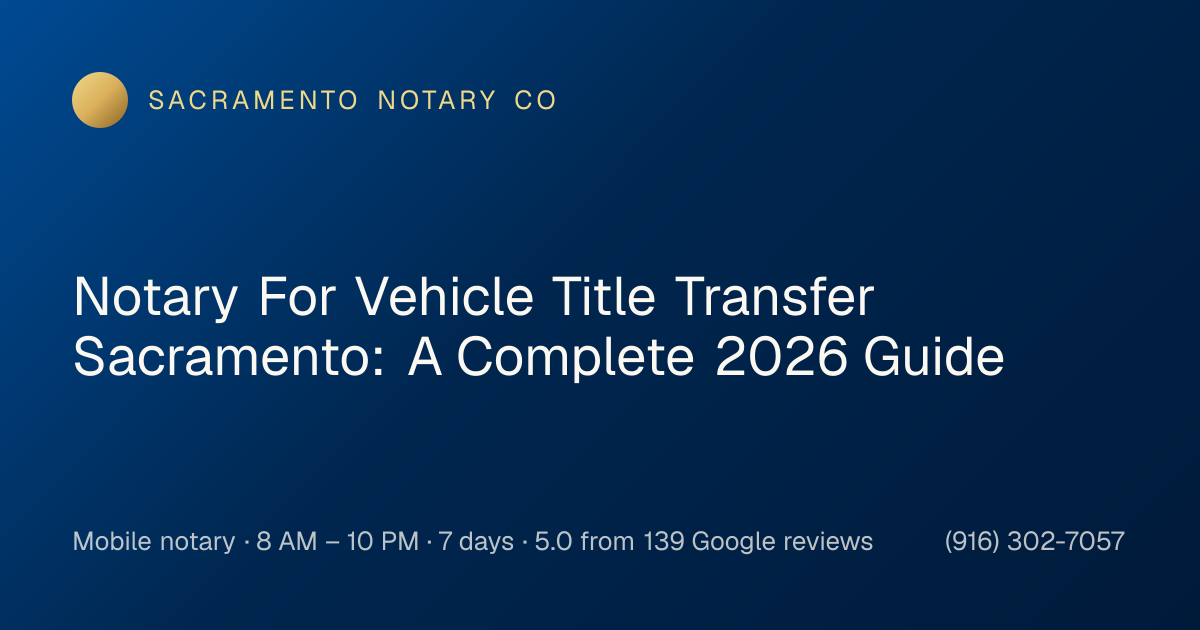 SACRAMENTO NOTARY CO
Notary For Vehicle Title Transfer
Sacramento: A Complete 2026 Guide
Mobile notary · 8 AM – 10 PM · 7 days · 5.0 from 139 Google reviews
(916) 302-7057